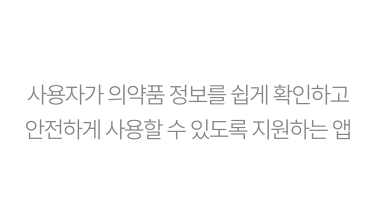 사용자가 의약품 정보를 쉽게 확인하고
안전하게 사용할 수 있도록 지원하는 앱